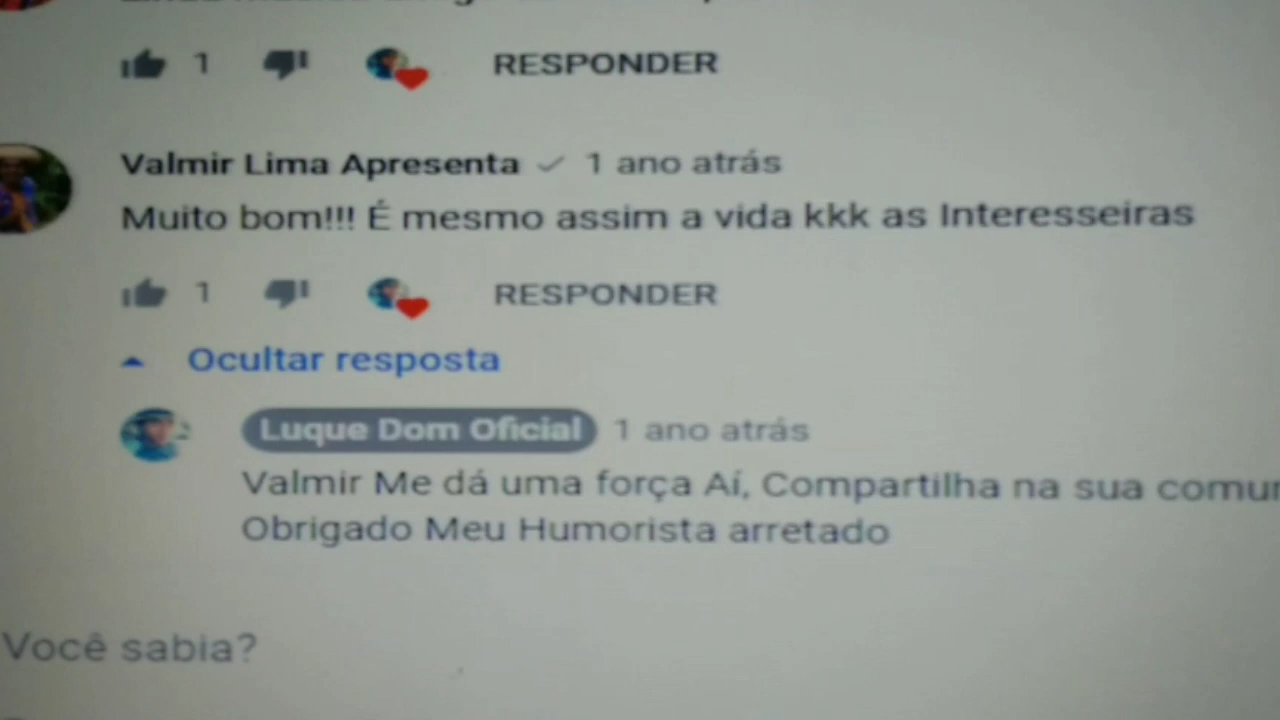 1 RESPONDER
Valmir Lima Apresenta 1 ano atrás
Muito bom!!! É mesmo assim a vida kkk as Interesseiras
1 RESPONDER
Ocultar resposta
Luque Dom Oficial 1 ano atrás
Valmir Me dá uma força Aí, Compartilha na sua
Obrigado Meu Humorista arretado
Você sabia?